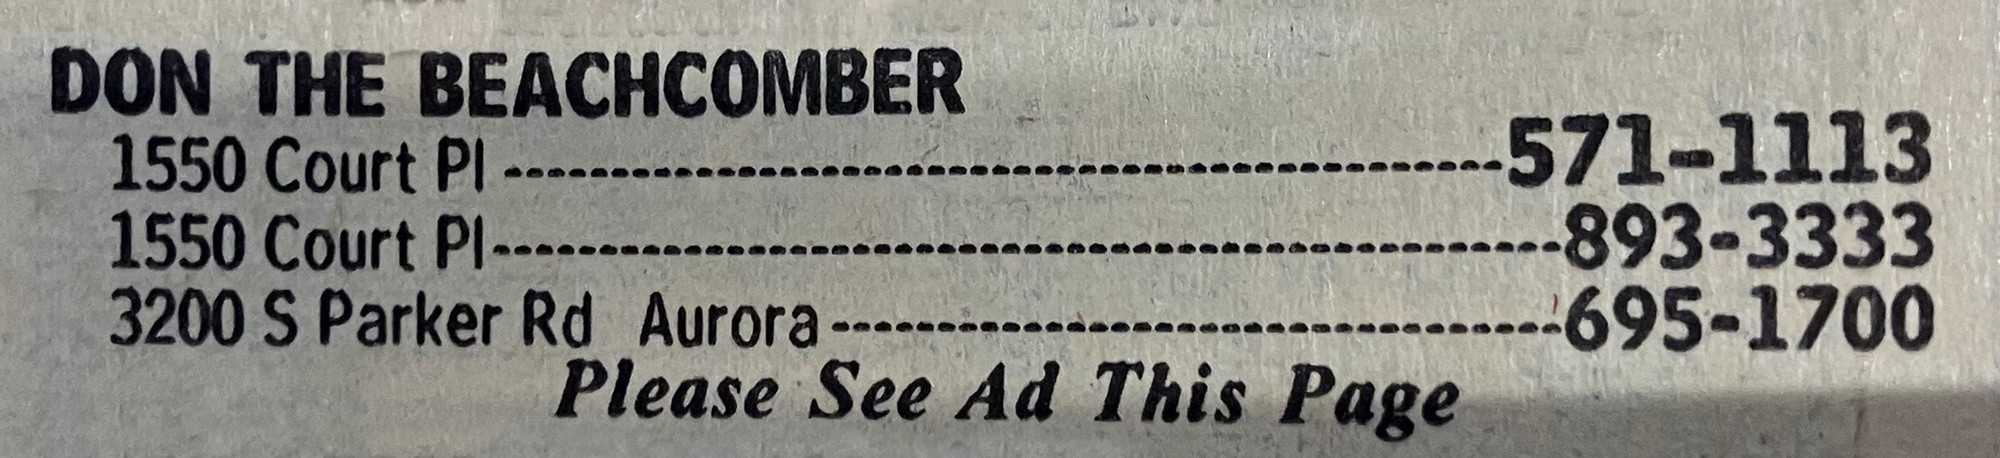 DON THE BEACHCOMBER
1550 Court Pl ---------- 571-1113
1550 Court Pl ---------- 893-3333
3200 S Parker Rd Aurora ---------- 695-1700
Please See Ad This Page